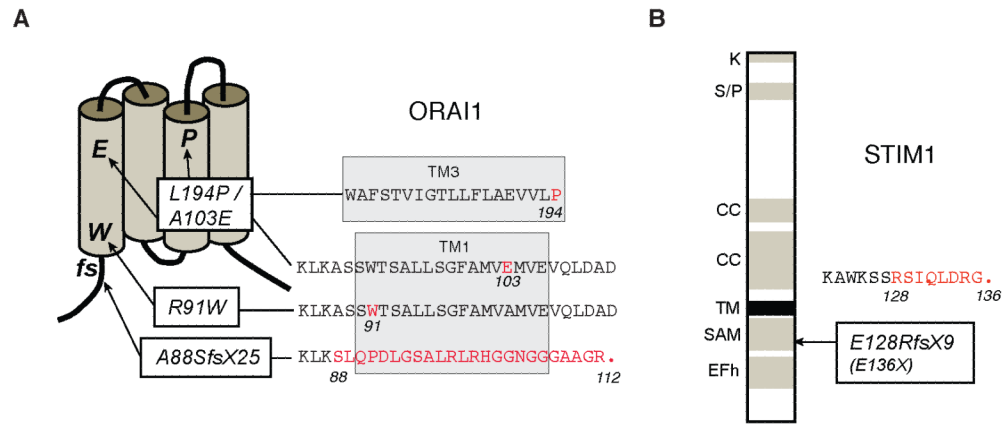 A
ORAI1
E
P
W
fs
L194P /
A103E
R91W
A88SfsX25
TM3
WAFSTVIGTLLFLAEVVLP
194
TM1
KLKASSWTSALLSGFAMVEMVEVQLDAD
103
KLKASSWTSALLSGFAMVAMVEVQLDAD
91
KLKSLQPDLGSALRLRHGGNGGGAAGR.
88
112
B
STIM1
K
S/P
CC
CC
TM
SAM
EFh
KAWKSSRSIQLDRG.
128
136
E128RfsX9
(E136X)